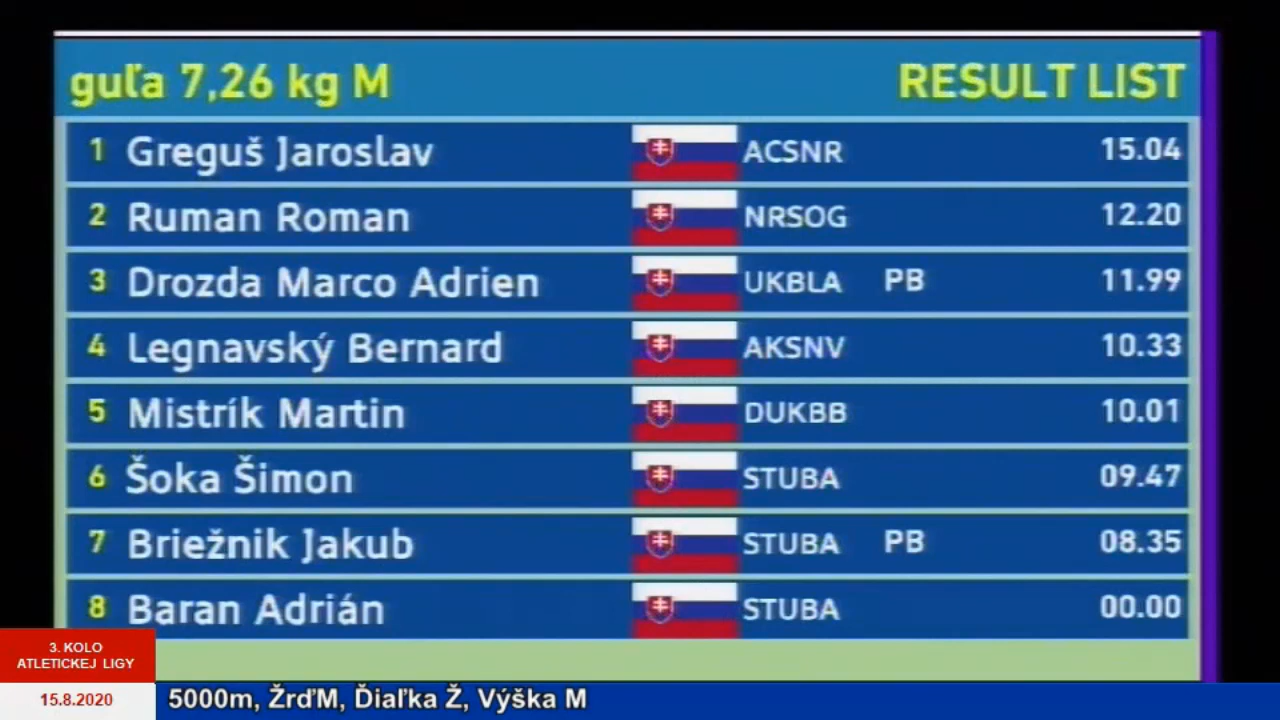 guľa 7,26 kg M RESULT LIST
1 Greguš Jaroslav ACSNR 15.04
2 Ruman Roman NRSOG 12.20
3 Drozda Marco Adrien UKBLA PB 11.99
4 Legnavský Bernard AKSNV 10.33
5 Mistrík Martin DUKBB 10.01
6 Šoka Šimon STUBA 09.47
7 Briežnik Jakub STUBA PB 08.35
8 Baran Adrián STUBA 00.00
3. KOLO
ATLETICKEJ LIGY
15.8.2020
5000m, ŽrďM, Ďiaľka Ž, Výška M